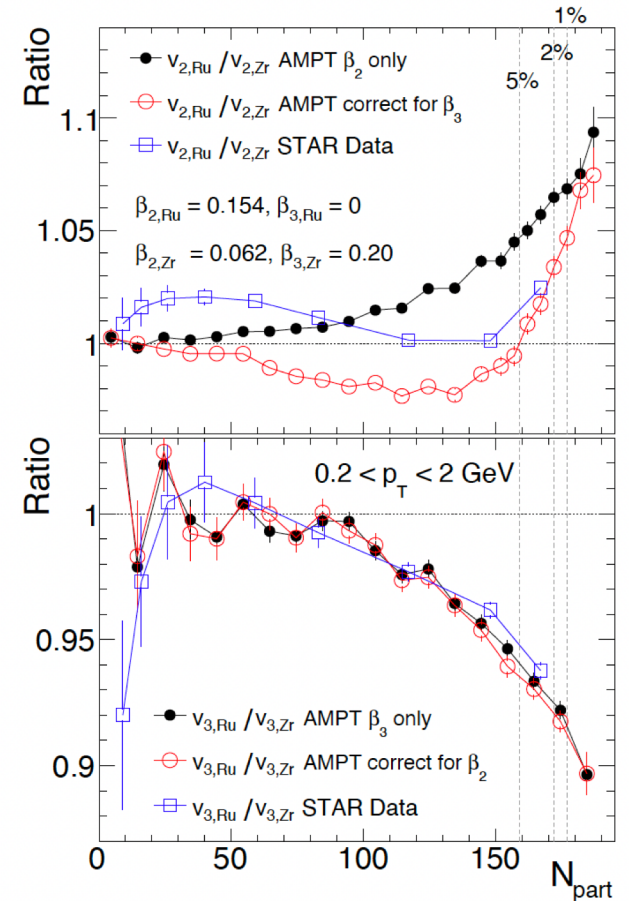 Ratio
1%
2%
5%
v2,Ru /v2,Zr AMPT β2 only
v2,Ru /v2,Zr AMPT correct for β3
v2,Ru /v2,Zr STAR Data
β2,Ru = 0.154, β3,Ru = 0
β2,Zr = 0.062, β3,Zr = 0.20
1.1
1.05
1
Ratio
0.2 < pT < 2 GeV
1
0.95
0.9
v3,Ru /v3,Zr AMPT β3 only
v3,Ru /v3,Zr AMPT correct for β2
v3,Ru /v3,Zr STAR Data
0 50 100 150 Npart